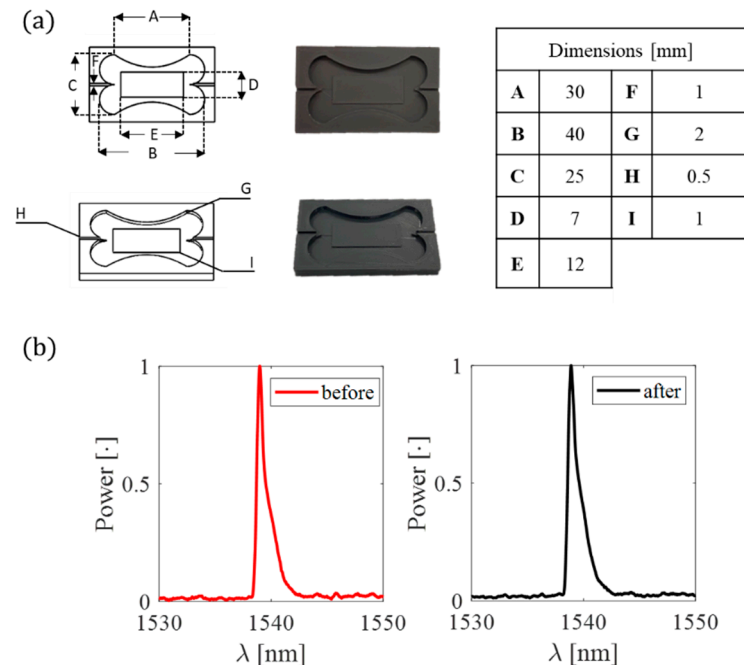 (a)
A
F
C
D
E
B
G
H
I
Dimensions [mm]
A 30 F 1
B 40 G 2
C 25 H 0.5
D 7 I 1
E 12
(b)
1
0.5
0
Power [·]
before
1530 1540 1550
λ [nm]
1
0.5
0
Power [·]
after
1530 1540 1550
λ [nm]